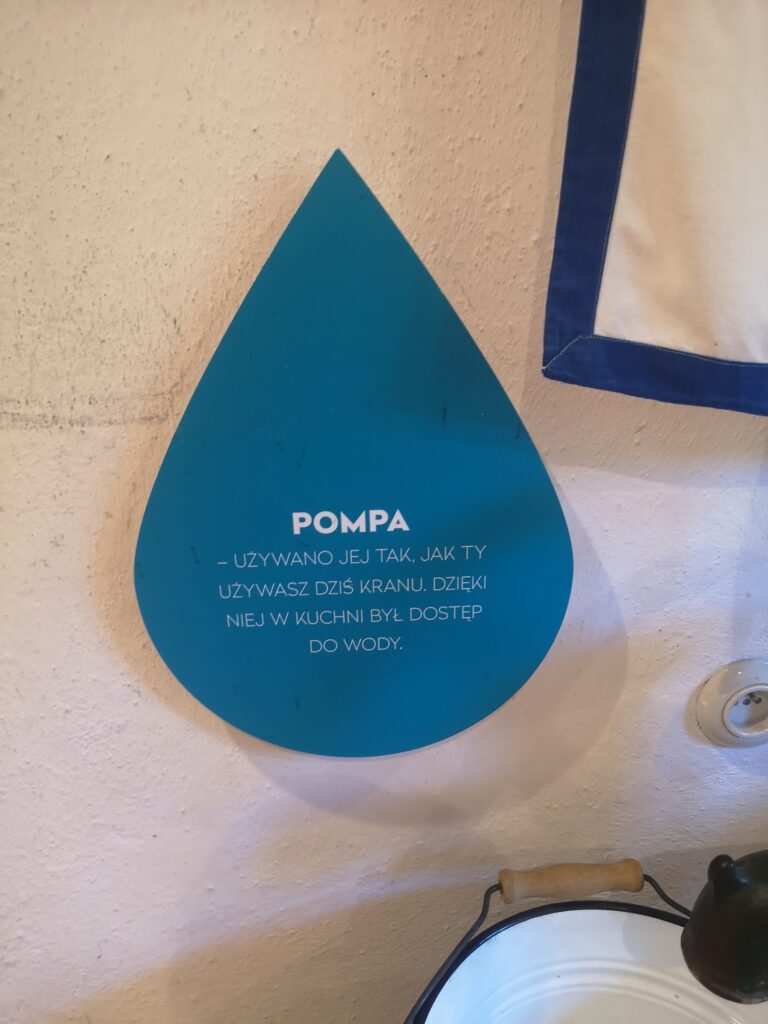 POMPA
– UŻYWANO JEJ TAK, JAK TY
UŻYWASZ DZIŚ KRANU. DZIĘKI
NIEJ W KUCHNI BYŁ DOSTĘP
DO WODY.